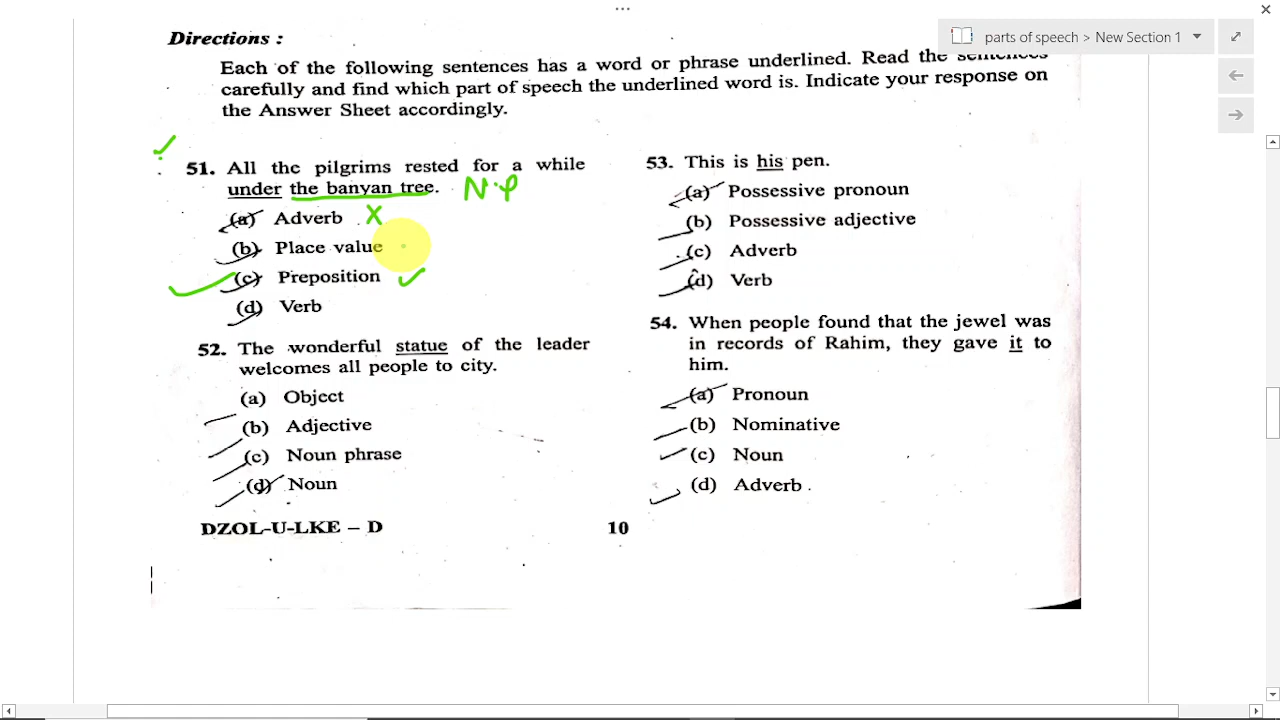 parts of speech > New Section 1
Directions :
Each of the following sentences has a word or phrase underlined. Read the sentences
carefully and find which part of speech the underlined word is. Indicate your response on
the Answer Sheet accordingly.
51. All the pilgrims rested for a while
under the banyan tree. N.P
(a) Adverb X
(b) Place value
(c) Preposition
(d) Verb
52. The wonderful statue of the leader
welcomes all people to city.
(a) Object
(b) Adjective
(c) Noun phrase
(d) Noun
53. This is his pen.
(a) Possessive pronoun
(b) Possessive adjective
(c) Adverb
(d) Verb
54. When people found that the jewel was
in records of Rahim, they gave it to
him.
(a) Pronoun
(b) Nominative
(c) Noun
(d) Adverb .
DZOL-U-LKE – D
10